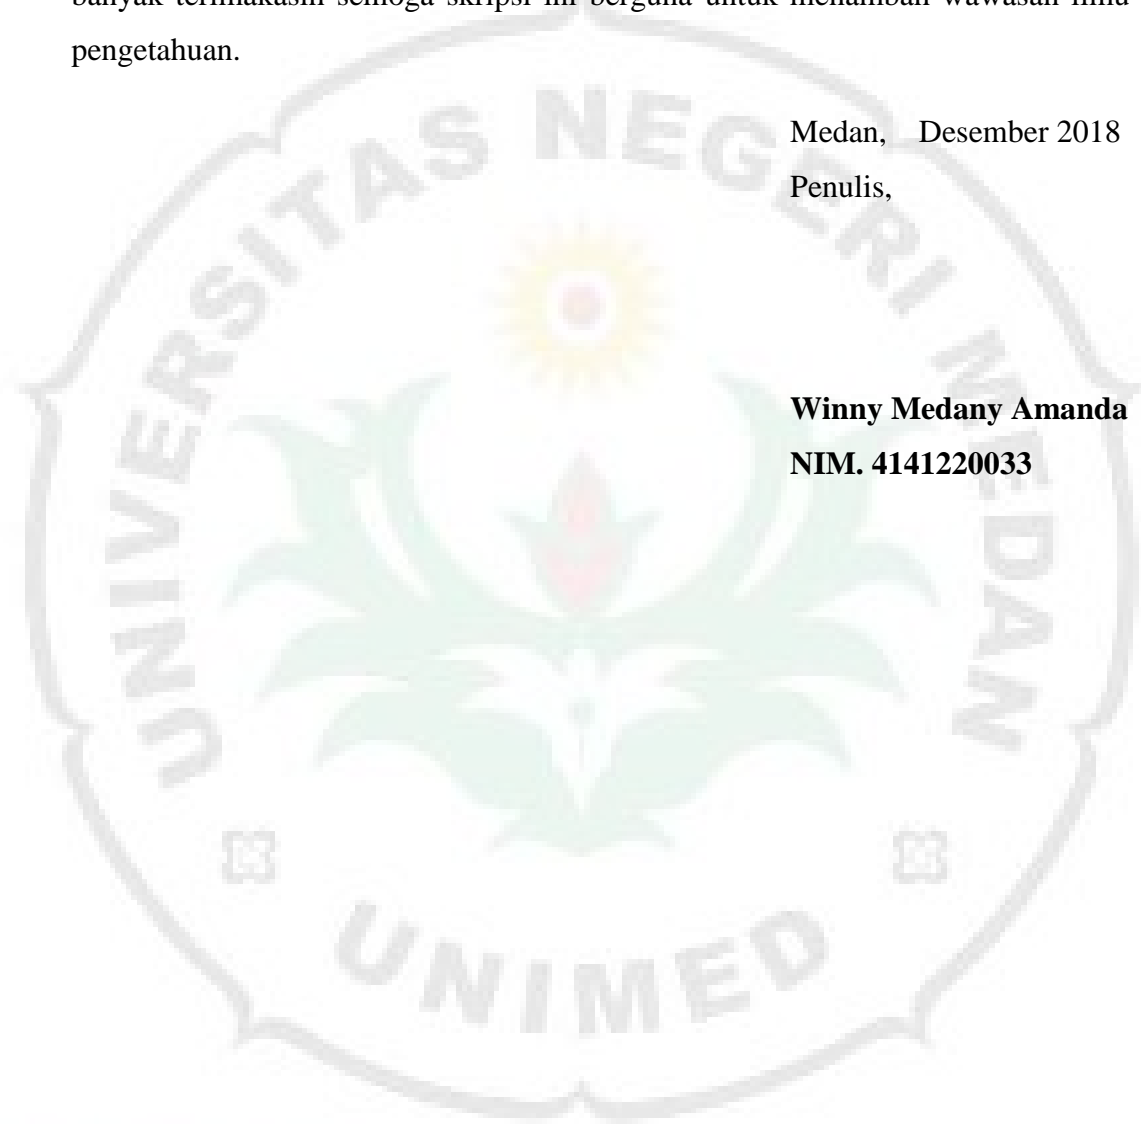 banyak terimakasih semoga skripsi ini berguna untuk menambah wawasan ilmu
pengetahuan.
Medan, Desember 2018
Penulis,
Winny Medany Amanda
NIM. 4141220033
UNIVERSITAS NEGERI MEDAN
UNIMED